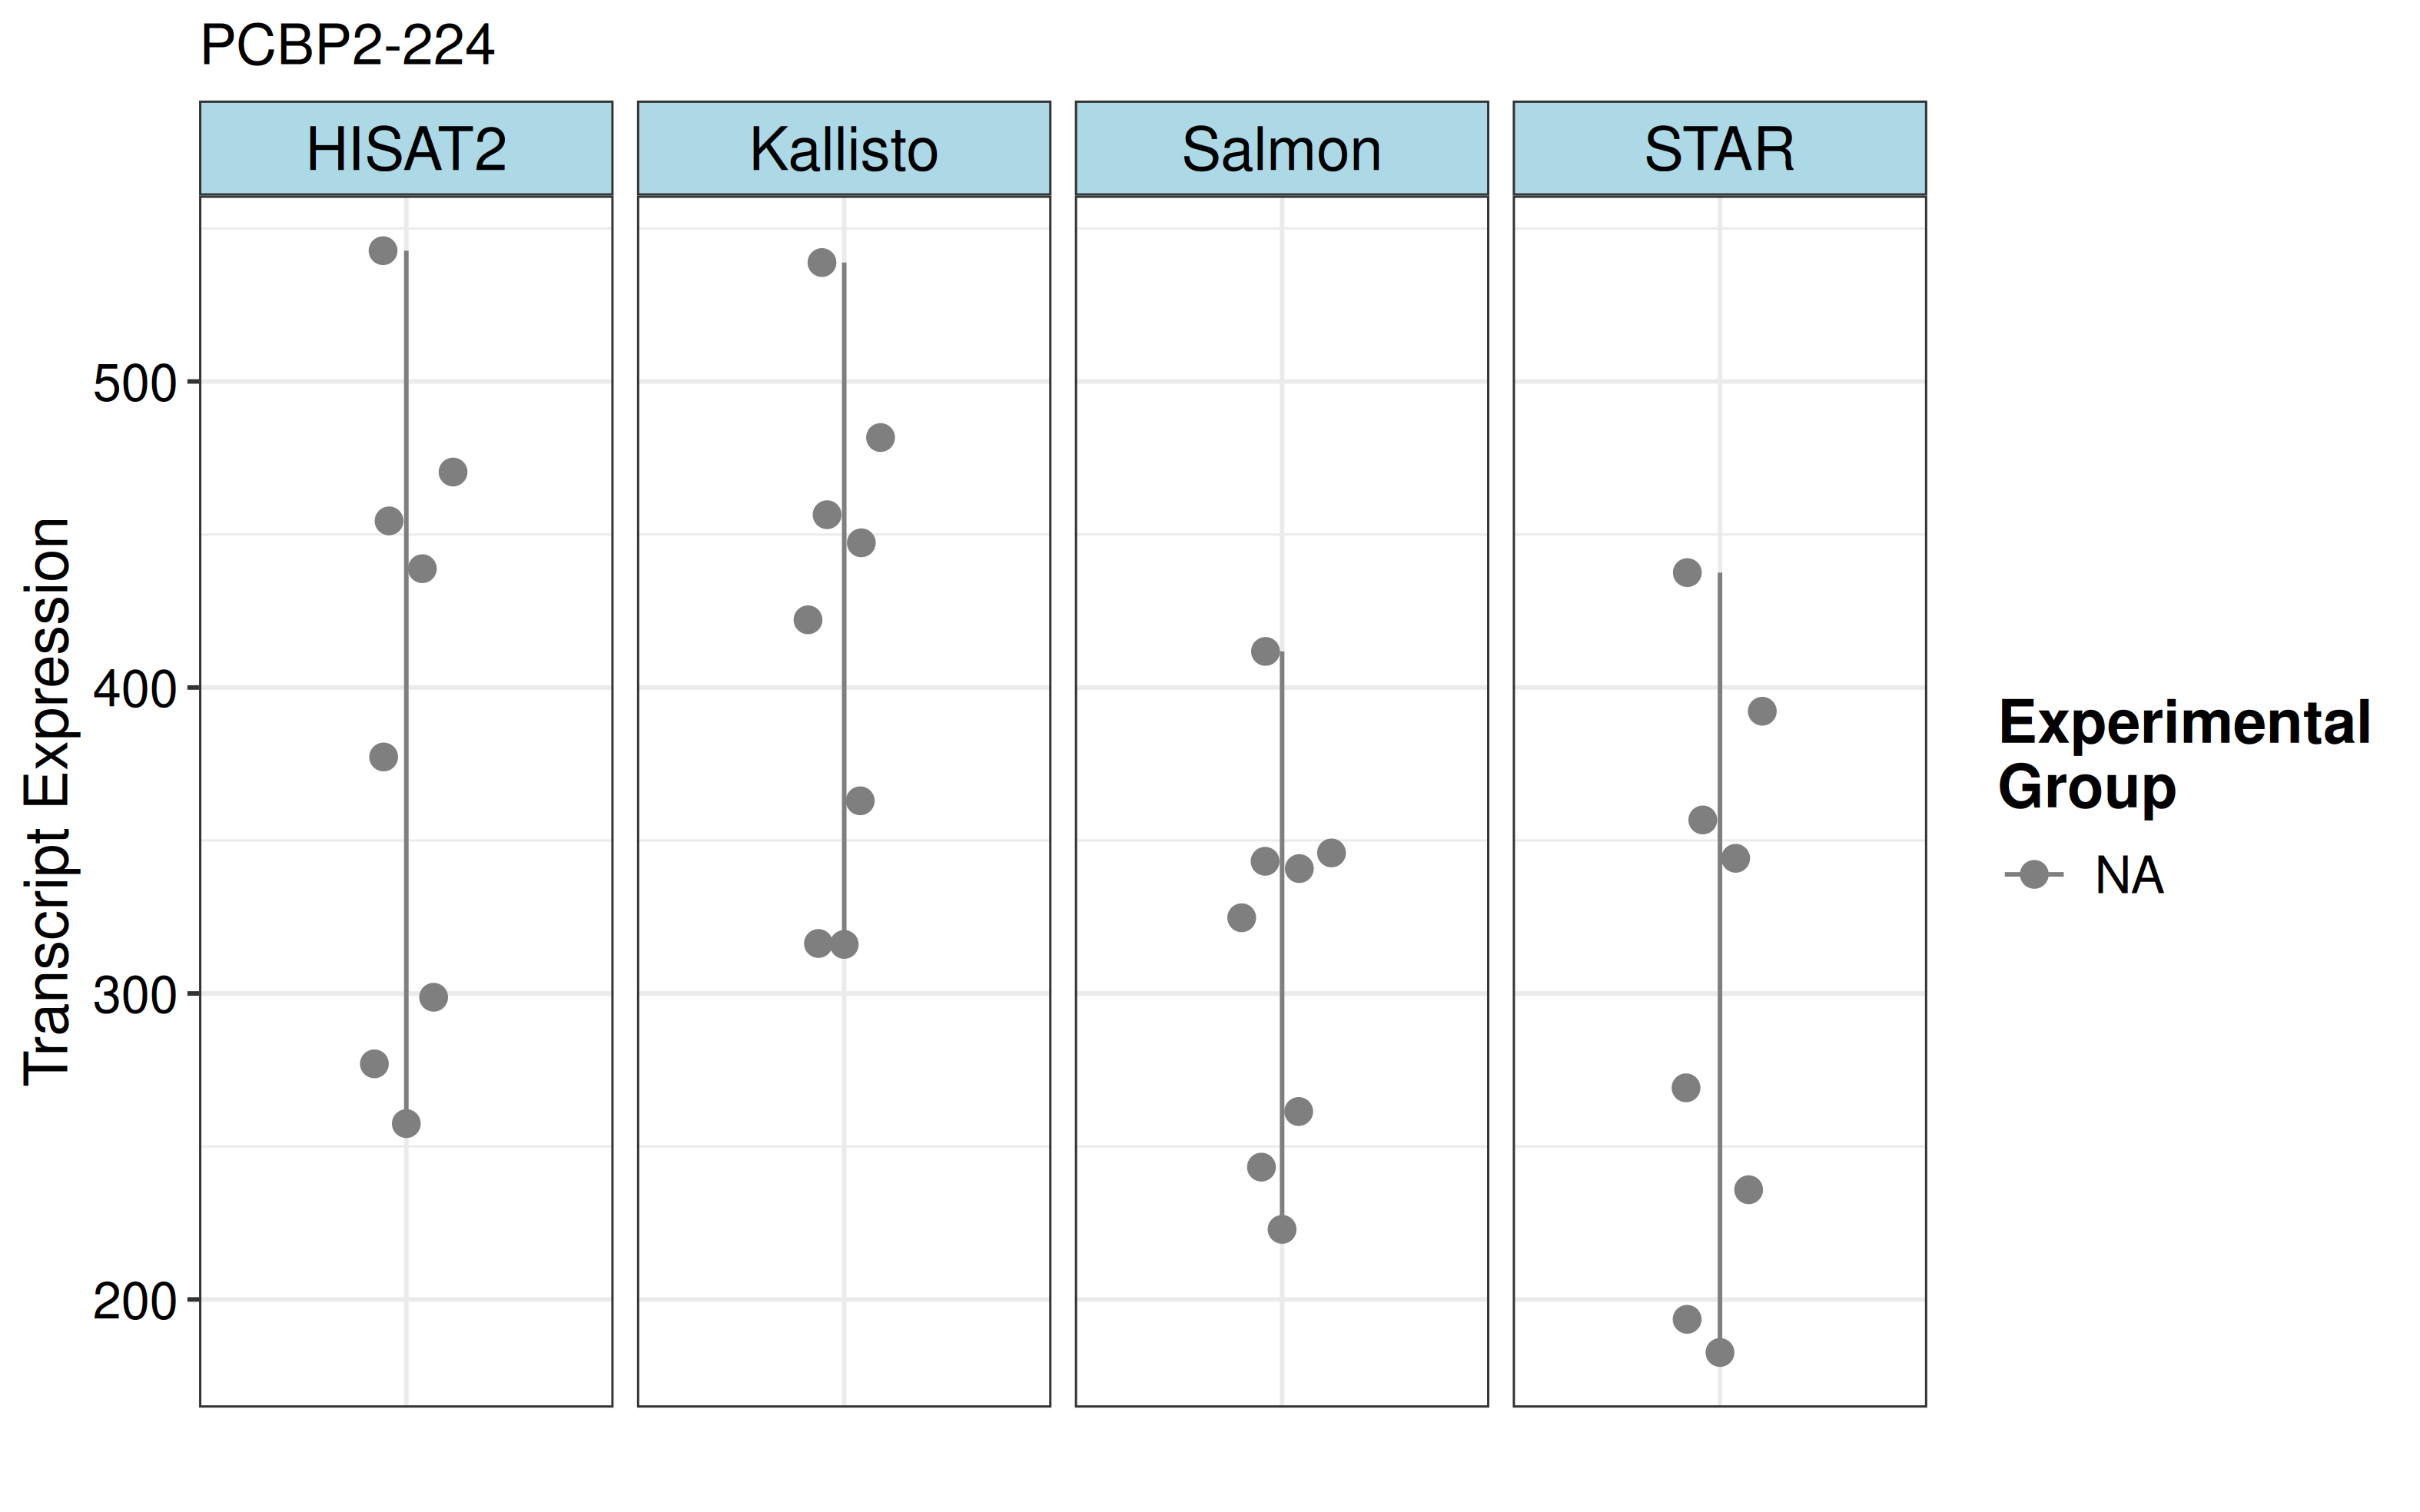 PCBP2-224
HISAT2
Kallisto
Salmon
STAR
Transcript Expression
500
400
300
200
Experimental
Group
NA